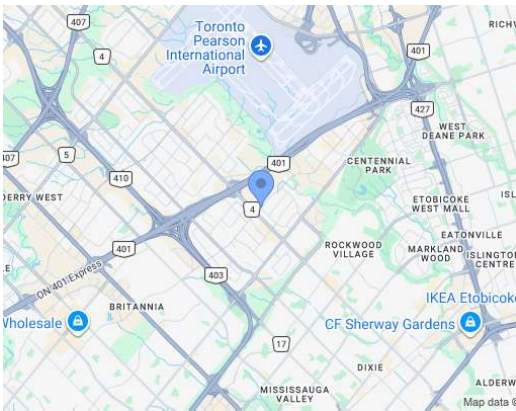 407
4
Toronto
Pearson
International
Airport
401
RICHV
427
WEST
DEANE PARK
407
5
410
401
CENTENNIAL
PARK
DERRY WEST
4
ETOBICOKE
WEST MALL
ISL
EATONVILLE
401
ON 401 Express
403
ROCKWOOD
VILLAGE
MARKLAND
WOOD
ISLINGTON
CENTRE
E
BRITANNIA
IKEA Etobicoke
Wholesale
CF Sherway Gardens
17
DIXIE
MISSISSAUGA
VALLEY
ALDERW
Map data ©